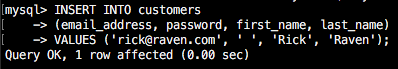 mysql> INSERT INTO customers
[    -> (email_address, password, first_name, last_name)
[    -> VALUES ('rick@raven.com', ' ', 'Rick', 'Raven');
Query OK, 1 row affected (0.00 sec)